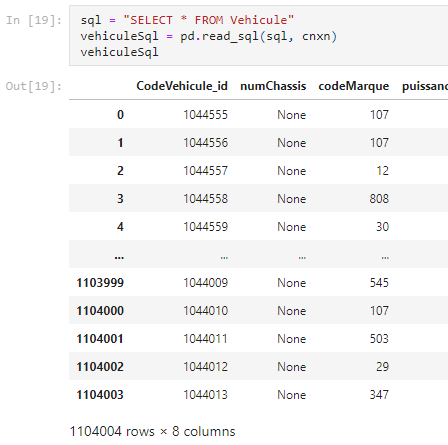 In [19]: sql = "SELECT * FROM Vehicule"
vehiculeSql = pd.read_sql(sql, cnxn)
vehiculeSql
Out[19]:
CodeVehicule_id numChassis codeMarque puissanc
0 1044555 None 107
1 1044556 None 107
2 1044557 None 12
3 1044558 None 808
4 1044559 None 30
... ... ... ...
1103999 1044009 None 545
1104000 1044010 None 107
1104001 1044011 None 503
1104002 1044012 None 29
1104003 1044013 None 347
1104004 rows × 8 columns